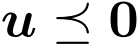 𝒖 ⪯ 𝟎